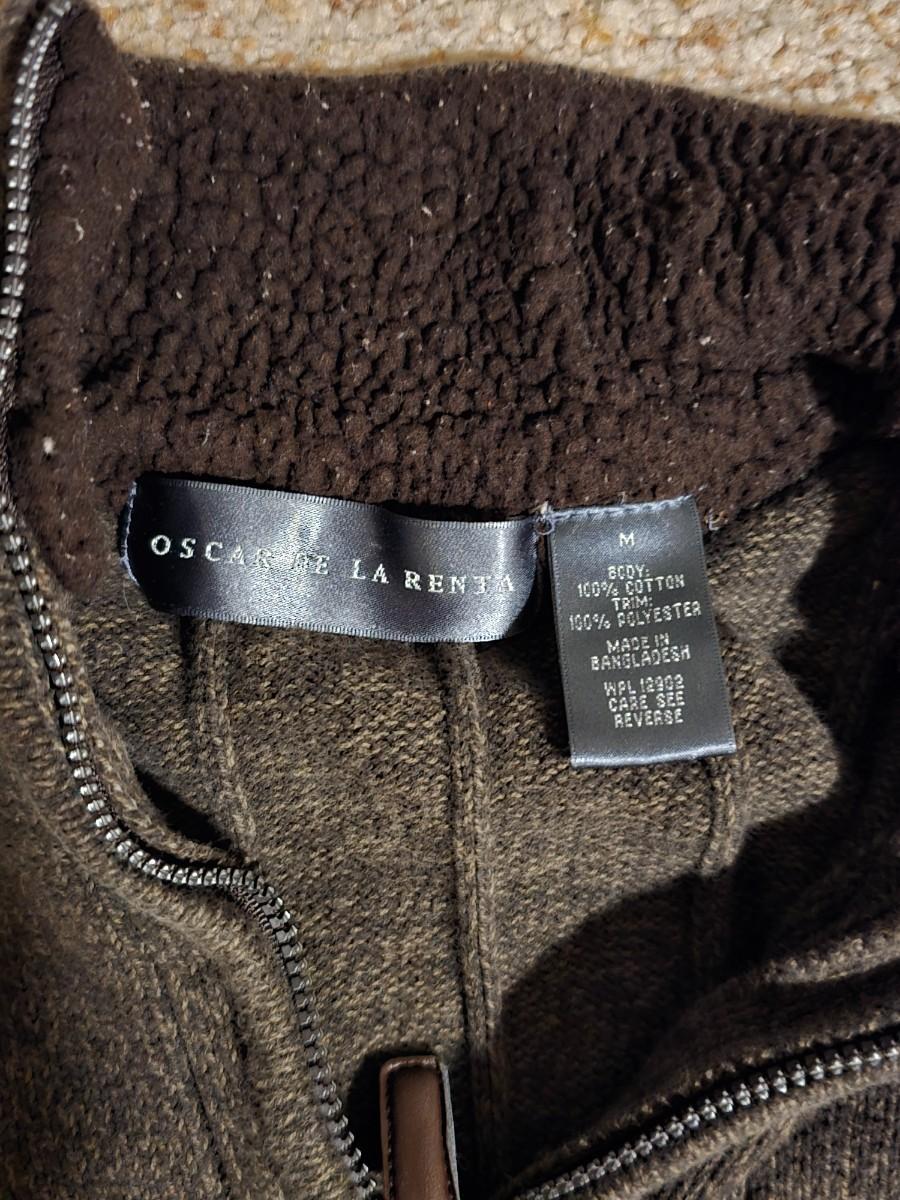 OSCAR DE LA RENTA
M
BODY:
100% COTTON
TRIM:
100% POLYESTER
MADE IN
BANGLADESH
WPL 12903
CARE SEE
REVERSE